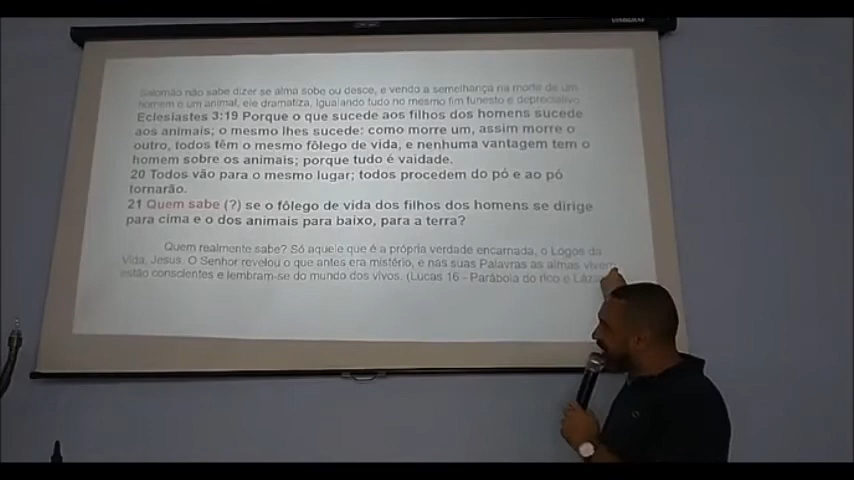 Salomão não sabe dizer se alma sobe ou desce, e vendo a semelhança na morte de um
homem e um animal, ele dramatiza, igualando tudo no mesmo fim funesto e depreciativo
Eclesiastes 3:19 Porque o que sucede aos filhos dos homens sucede
aos animais; o mesmo lhes sucede: como morre um, assim morre o
outro, todos têm o mesmo fôlego de vida, e nenhuma vantagem tem o
homem sobre os animais; porque tudo é vaidade.
20 Todos vão para o mesmo lugar; todos procedem do pó e ao pó
tornarão.
21 Quem sabe (?) se o fôlego de vida dos filhos dos homens se dirige
para cima e o dos animais para baixo, para a terra?
Quem realmente sabe? Só aquele que é a própria verdade encarnada, o Logos da
Vida, Jesus. O Senhor revelou o que antes era mistério, e nas suas Palavras as almas vivem
estão conscientes e lembram-se do mundo dos vivos. (Lucas 16 - Parábola do rico e